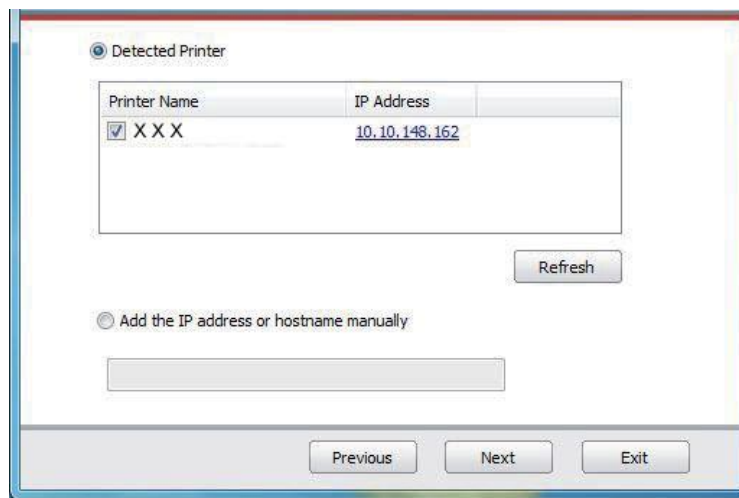 Detected Printer
Printer Name IP Address
X X X 10.10.148.162
Refresh
Add the IP address or hostname manually
Previous Next Exit